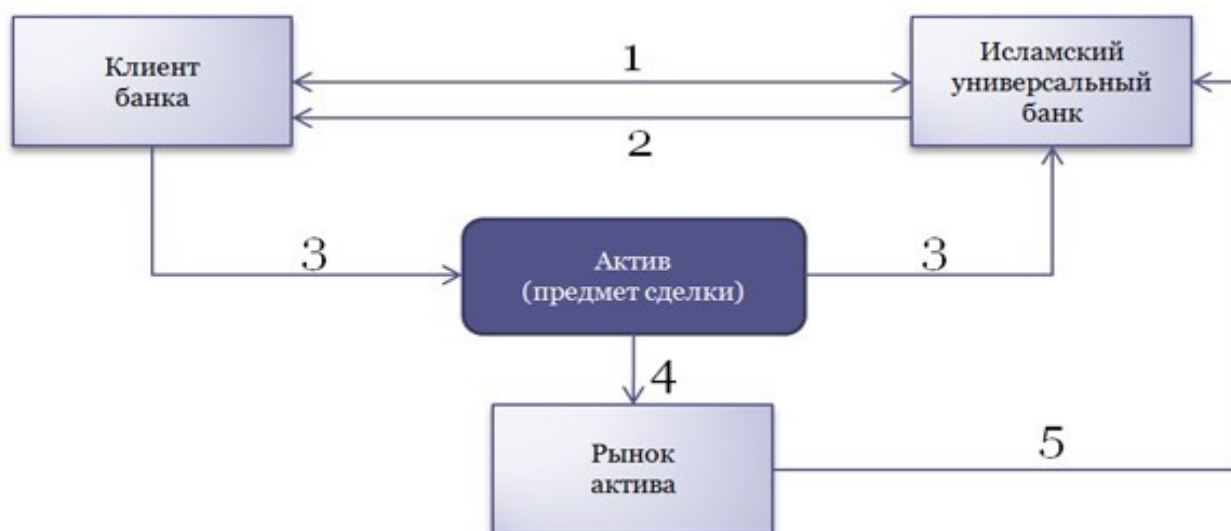 Клиент
банка
1
2
Исламский
универсальный
банк
3
Актив
(предмет сделки)
3
4
Рынок
актива
5